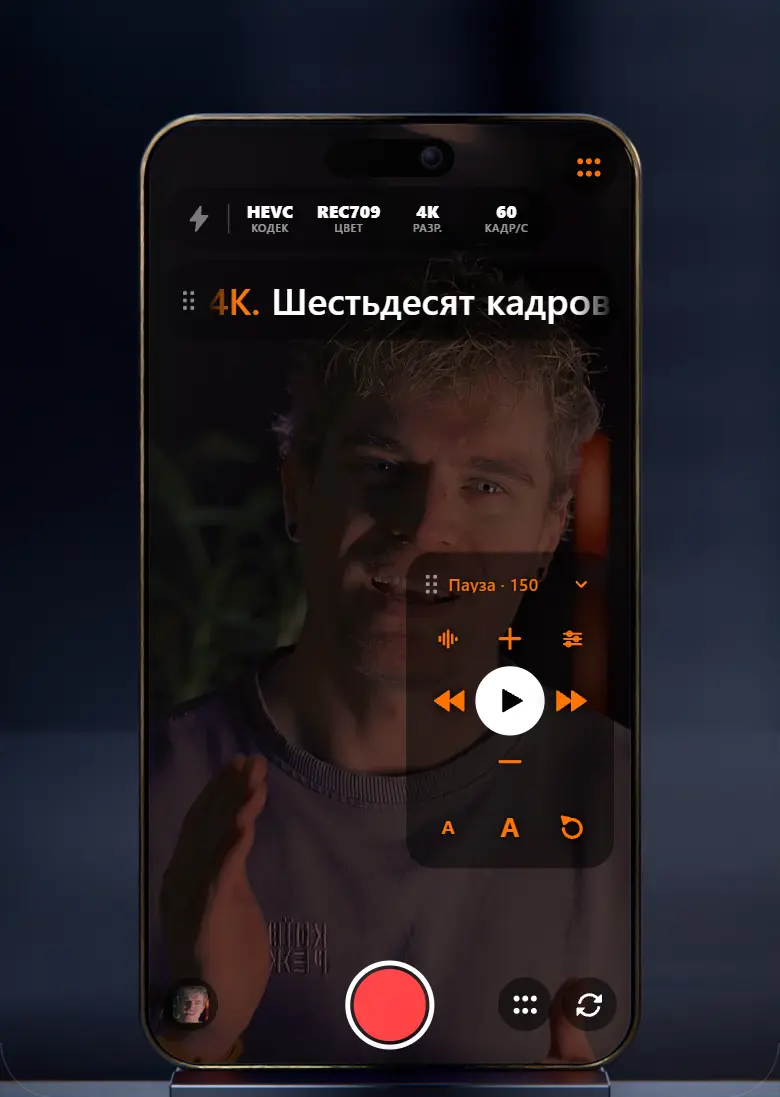 HEVC REC709 4K 60
КОДЕК ЦВЕТ РАЗР. КАДР/С
4K. Шестьдесят кадров
Пауза · 150
A A